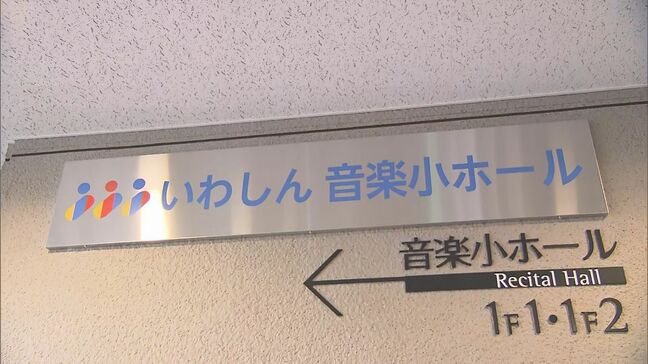 いわしん 音楽小ホール
音楽小ホール
Recital Hall
1F1・1F2